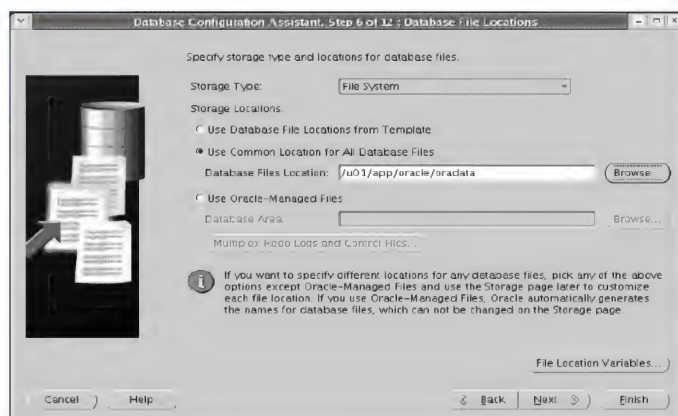 Database Configuration Assistant, Step 6 of 12 : Database File Locations
Specify storage type and locations for database files.
Storage Type: File System
Storage Locations:
Use Database File Locations from Template
Use Common Location for All Database Files
Database Files Location: /u01/app/oracle/oradata Browse...
Use Oracle-Managed Files
Database Area: Browse...
Multiplex Redo Logs and Control Files...
If you want to specify different locations for any database files, pick any of the above
options except Oracle-Managed Files and use the Storage page later to customize
each file location. If you use Oracle-Managed Files, Oracle automatically generates
the names for database files, which can not be changed on the Storage page.
File Location Variables...
Cancel Help Back Next Finish